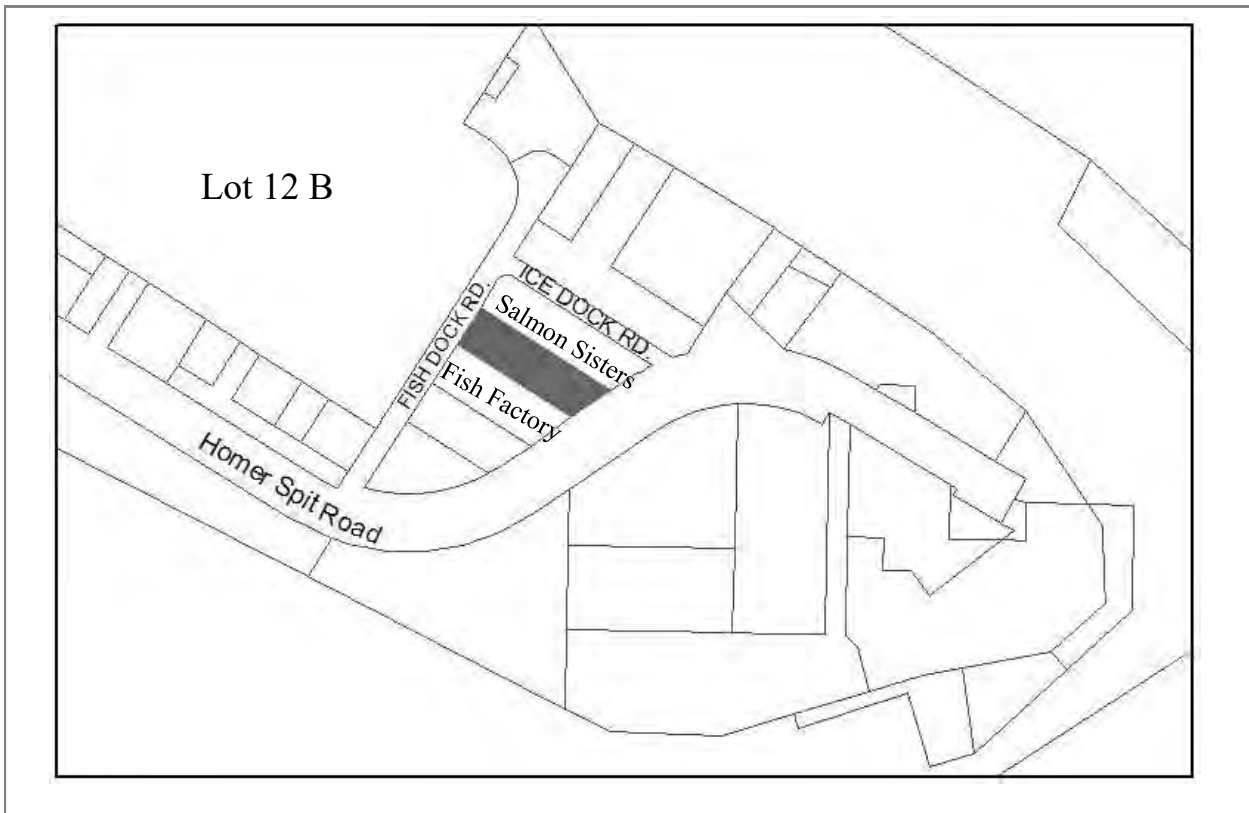 Lot 12 B
ICE DOCK RD.
Salmon Sisters
FISH DOCK RD.
Fish Factory
Homer Spit Road